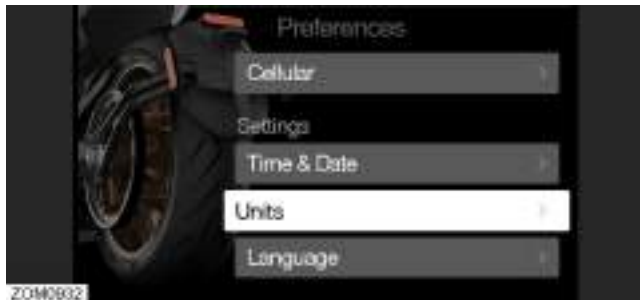 Preferences
Cellular
Settings
Time & Date
Units
Language
ZOM0932